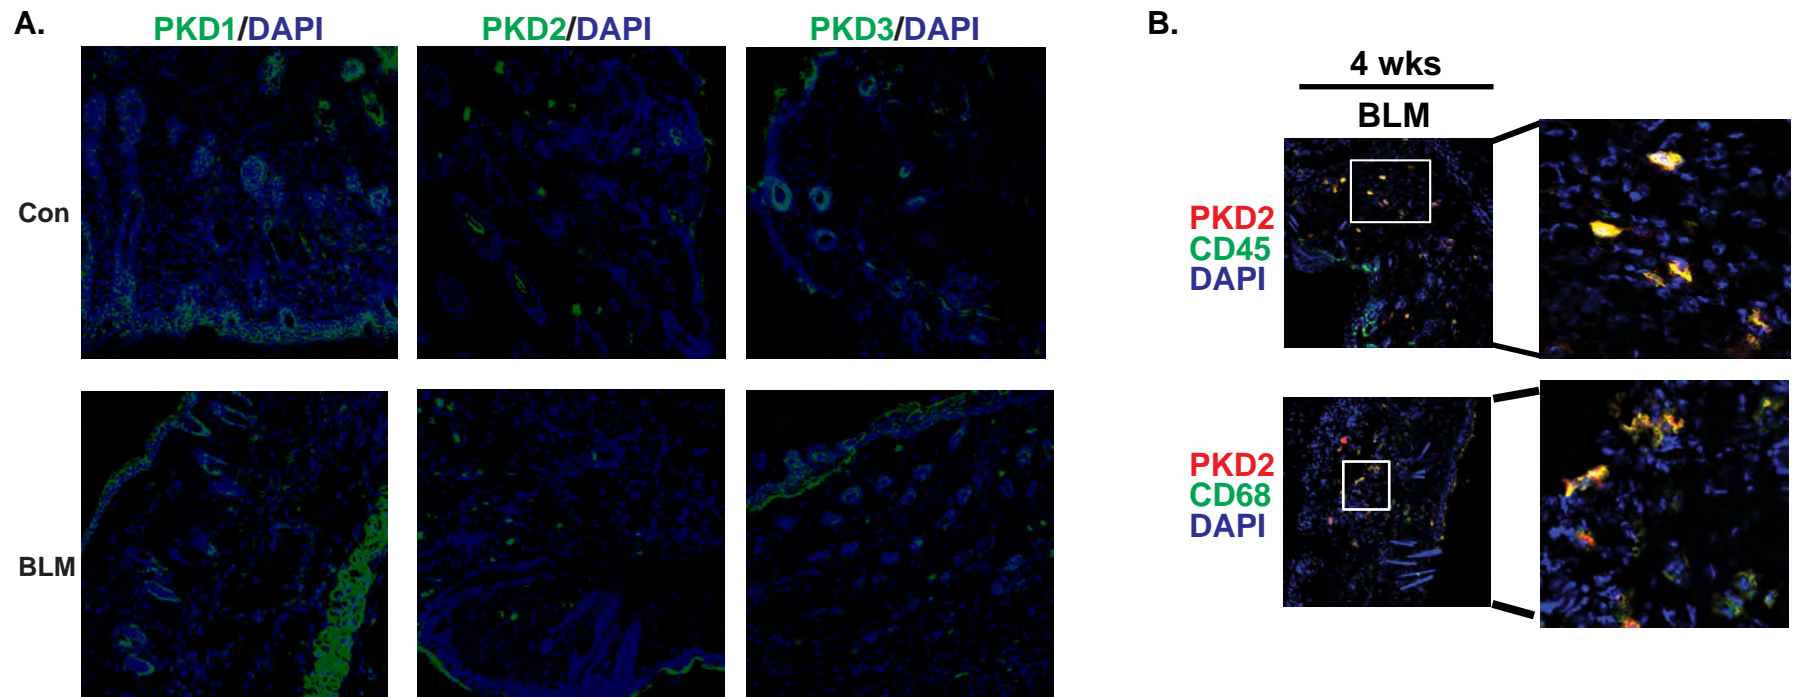 A.
PKD1/DAPI
PKD2/DAPI
PKD3/DAPI
Con
BLM
B.
4 wks
BLM
PKD2
CD45
DAPI
PKD2
CD68
DAPI